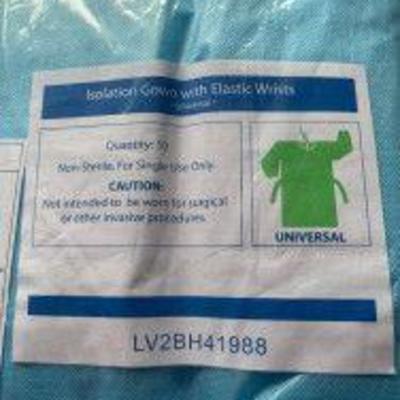 Isolation Gown with Elastic Wrists
Quantity: 50
Non-Sterile, For Single Use Only
CAUTION:
Not intended to be worn for surgical
or other invasive procedures.
UNIVERSAL
LV2BH41988